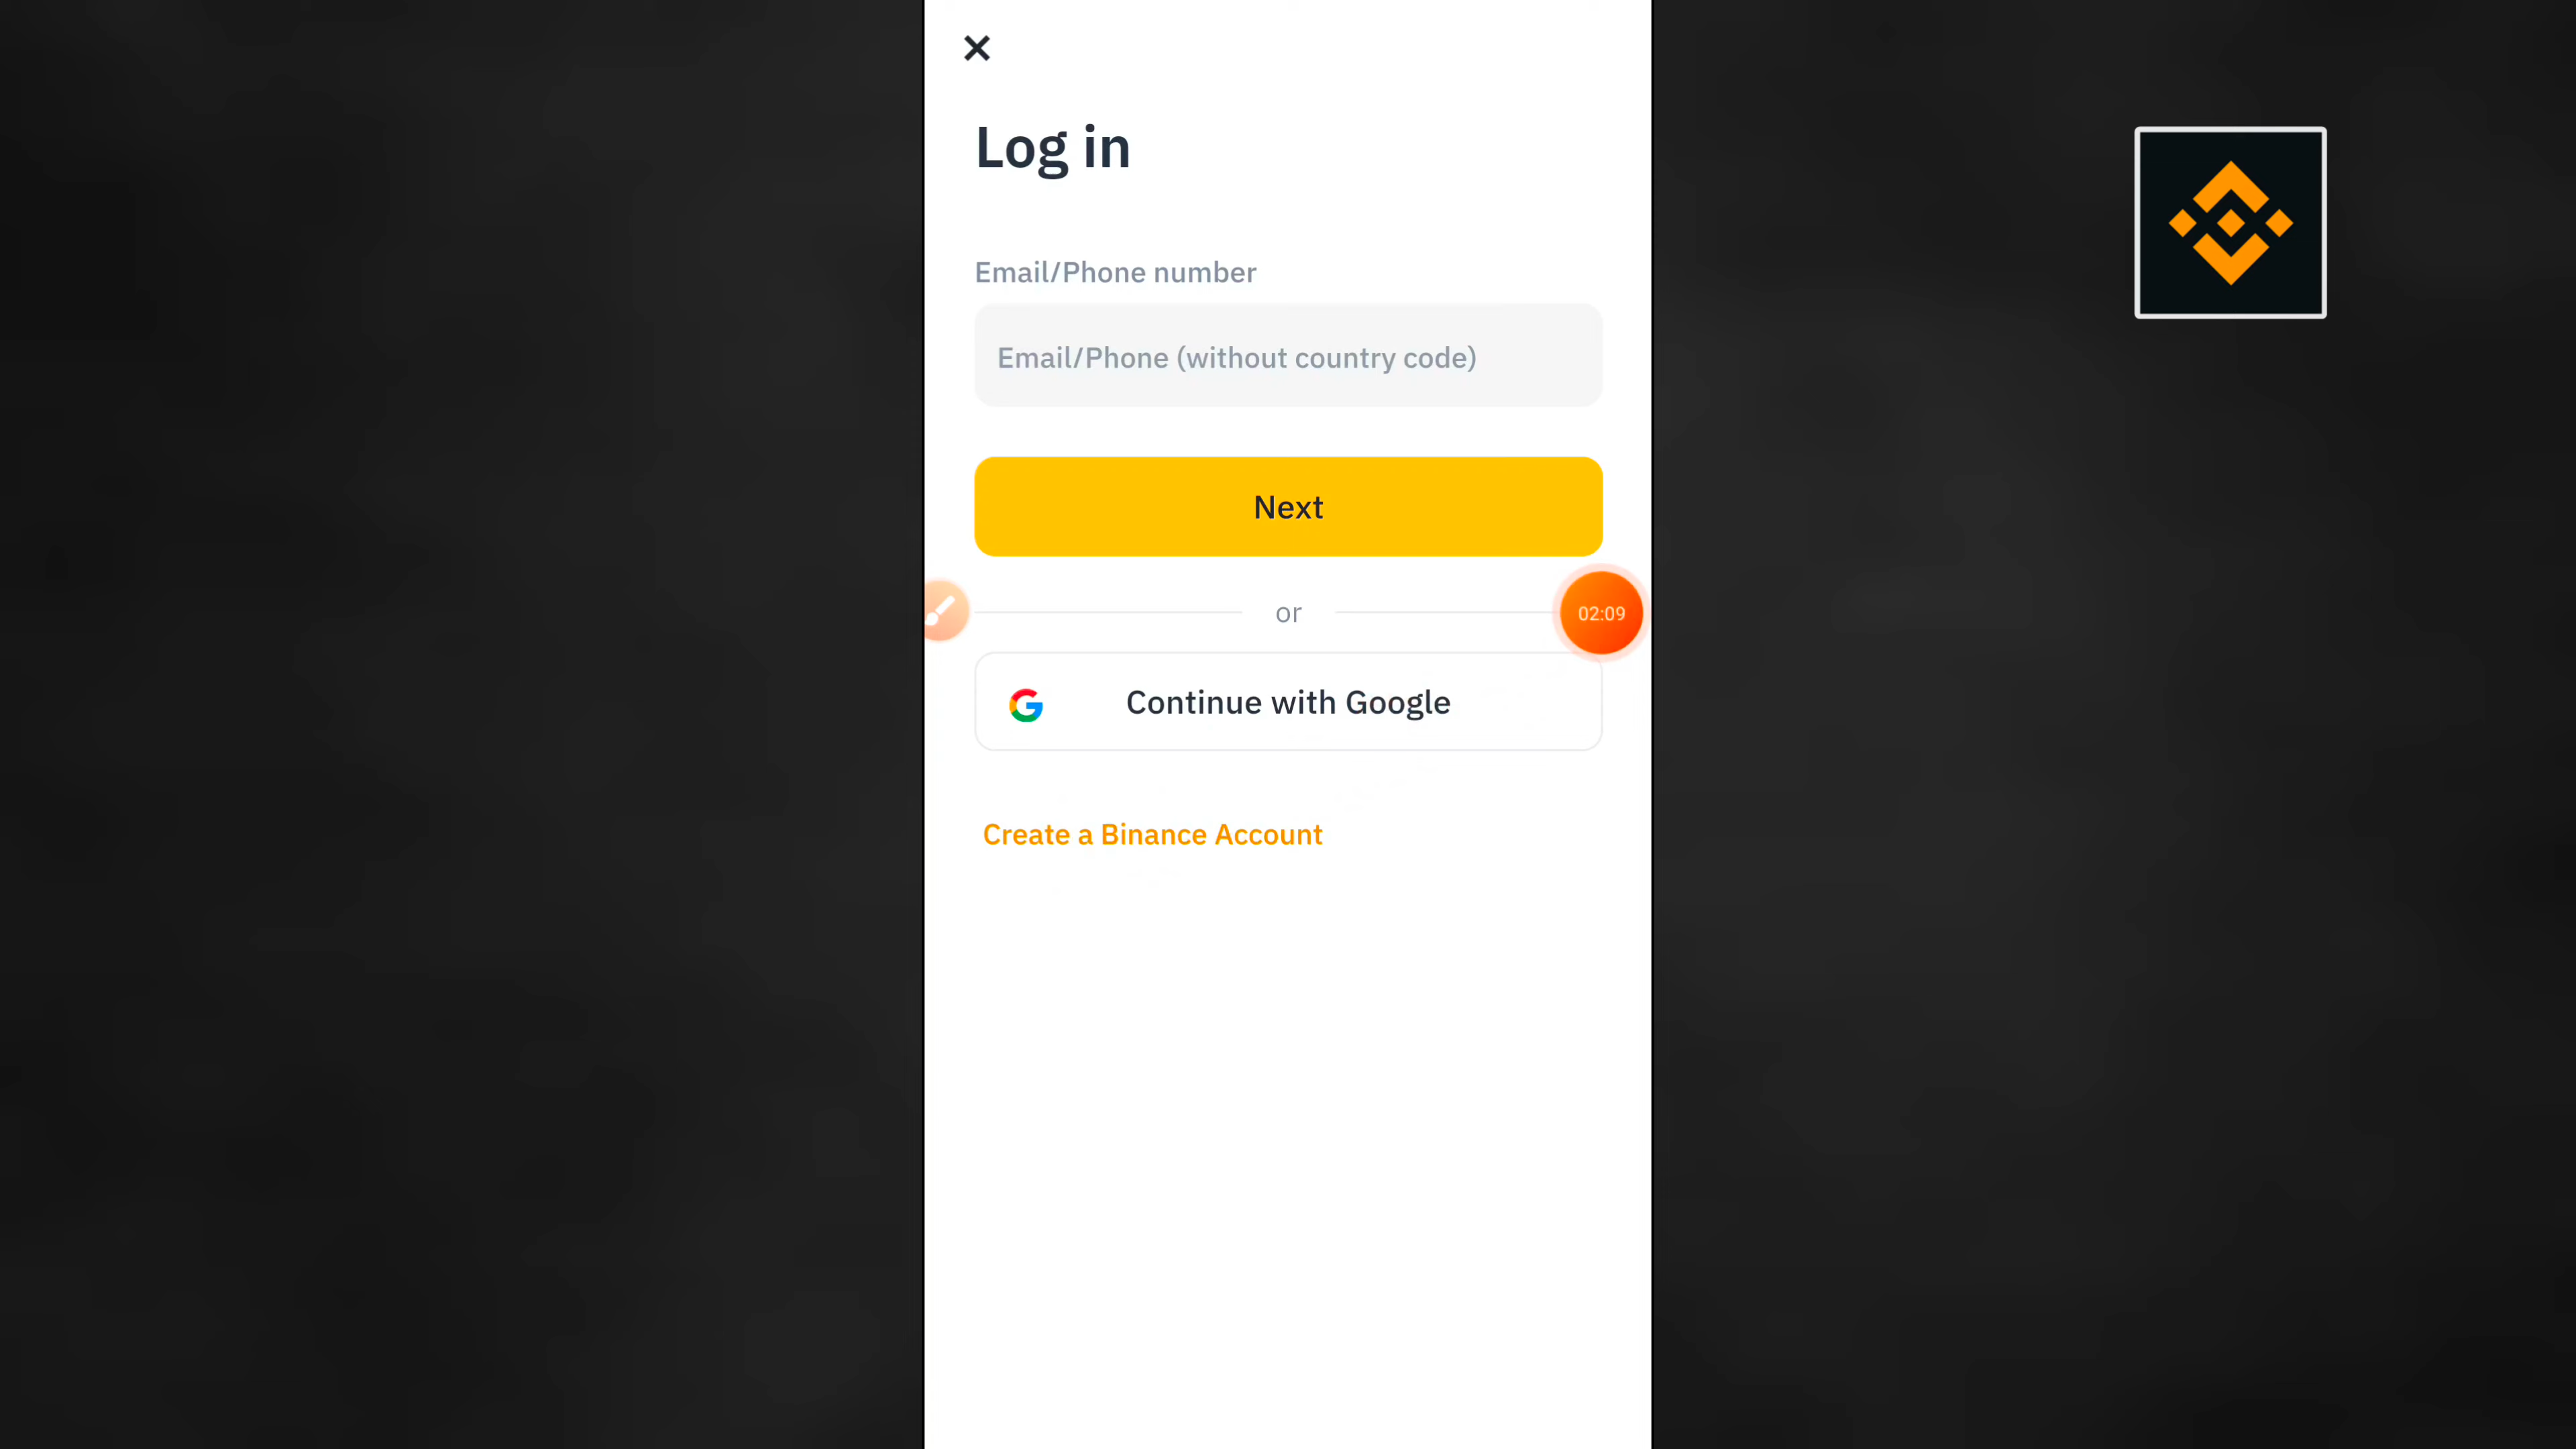 Log in
Email/Phone number
Email/Phone (without country code)
Next
or
02:09
Continue with Google
Create a Binance Account